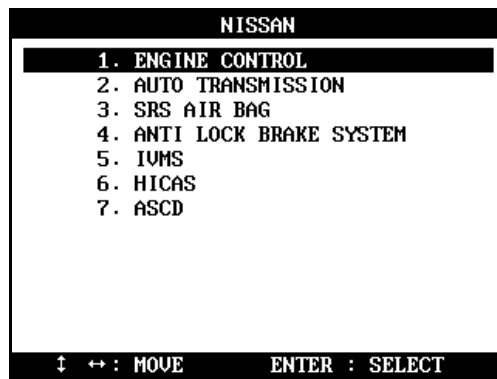 NISSAN
1. ENGINE CONTROL
2. AUTO TRANSMISSION
3. SRS AIR BAG
4. ANTI LOCK BRAKE SYSTEM
5. IVMS
6. HICAS
7. ASCD
↕ ↔: MOVE ENTER : SELECT